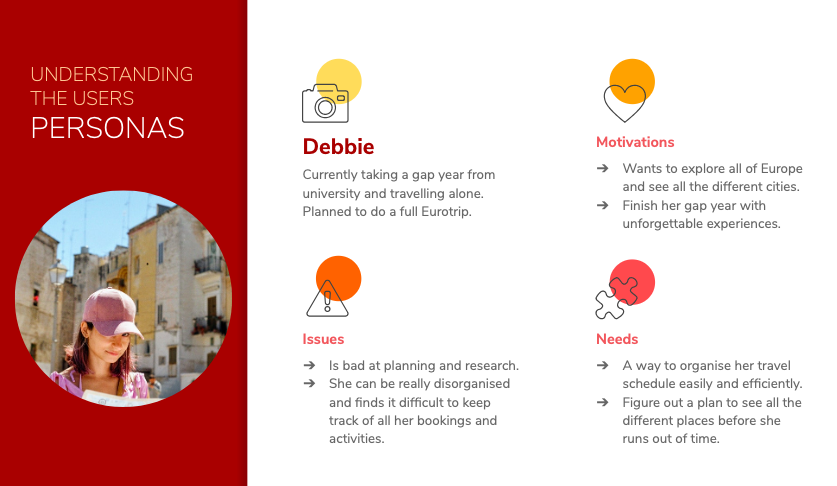 UNDERSTANDING
THE USERS
PERSONAS
Debbie
Currently taking a gap year from
university and travelling alone.
Planned to do a full Eurotrip.
Motivations
➔ Wants to explore all of Europe
and see all the different cities.
➔ Finish her gap year with
unforgettable experiences.
Issues
➔ Is bad at planning and research.
➔ She can be really disorganised
and finds it difficult to keep
track of all her bookings and
activities.
Needs
➔ A way to organise her travel
schedule easily and efficiently.
➔ Figure out a plan to see all the
different places before she
runs out of time.